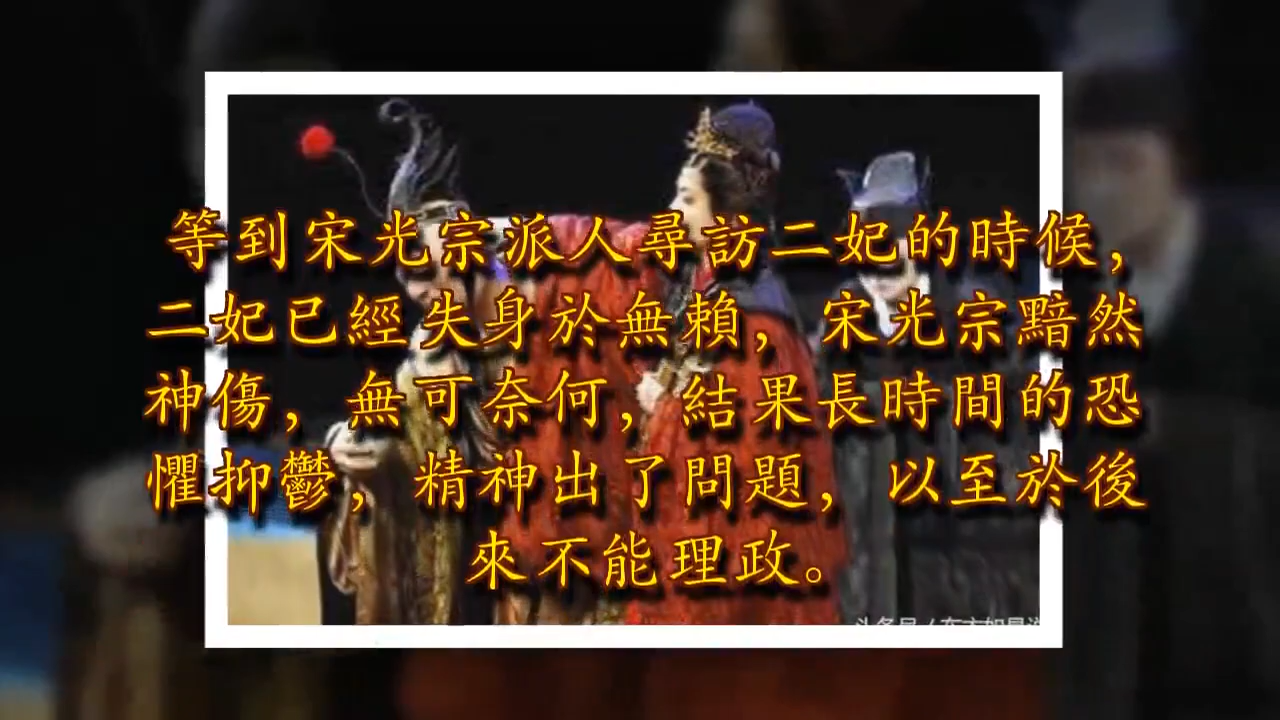 等到宋光宗派人尋訪二妃的時候，
二妃已經失身於無賴，宋光宗黯然
神傷，無可奈何，結果長時間的恐
懼抑鬱，精神出了問題，以至於後
來不能理政。